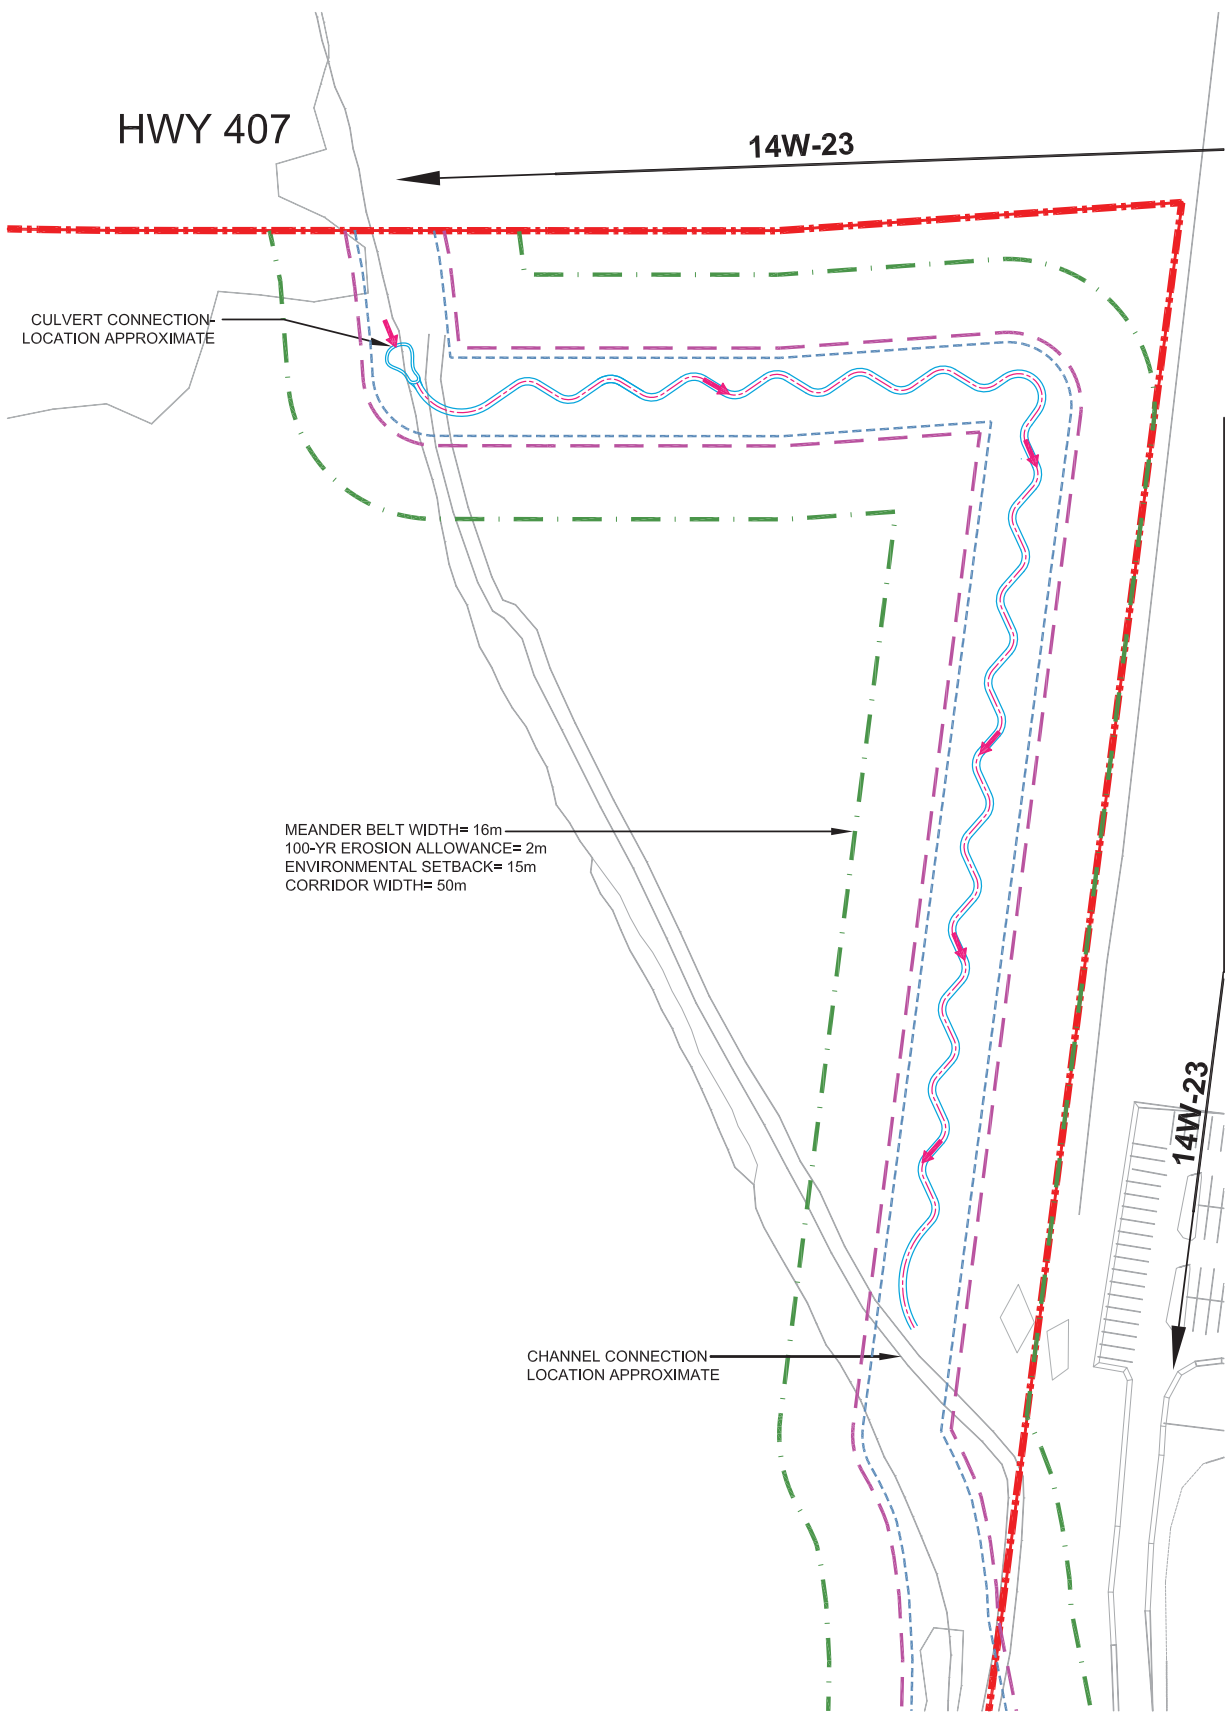 HWY 407
14W-23
CULVERT CONNECTION-
LOCATION APPROXIMATE
MEANDER BELT WIDTH= 16m
100-YR EROSION ALLOWANCE= 2m
ENVIRONMENTAL SETBACK= 15m
CORRIDOR WIDTH= 50m
14W-23
CHANNEL CONNECTION
LOCATION APPROXIMATE